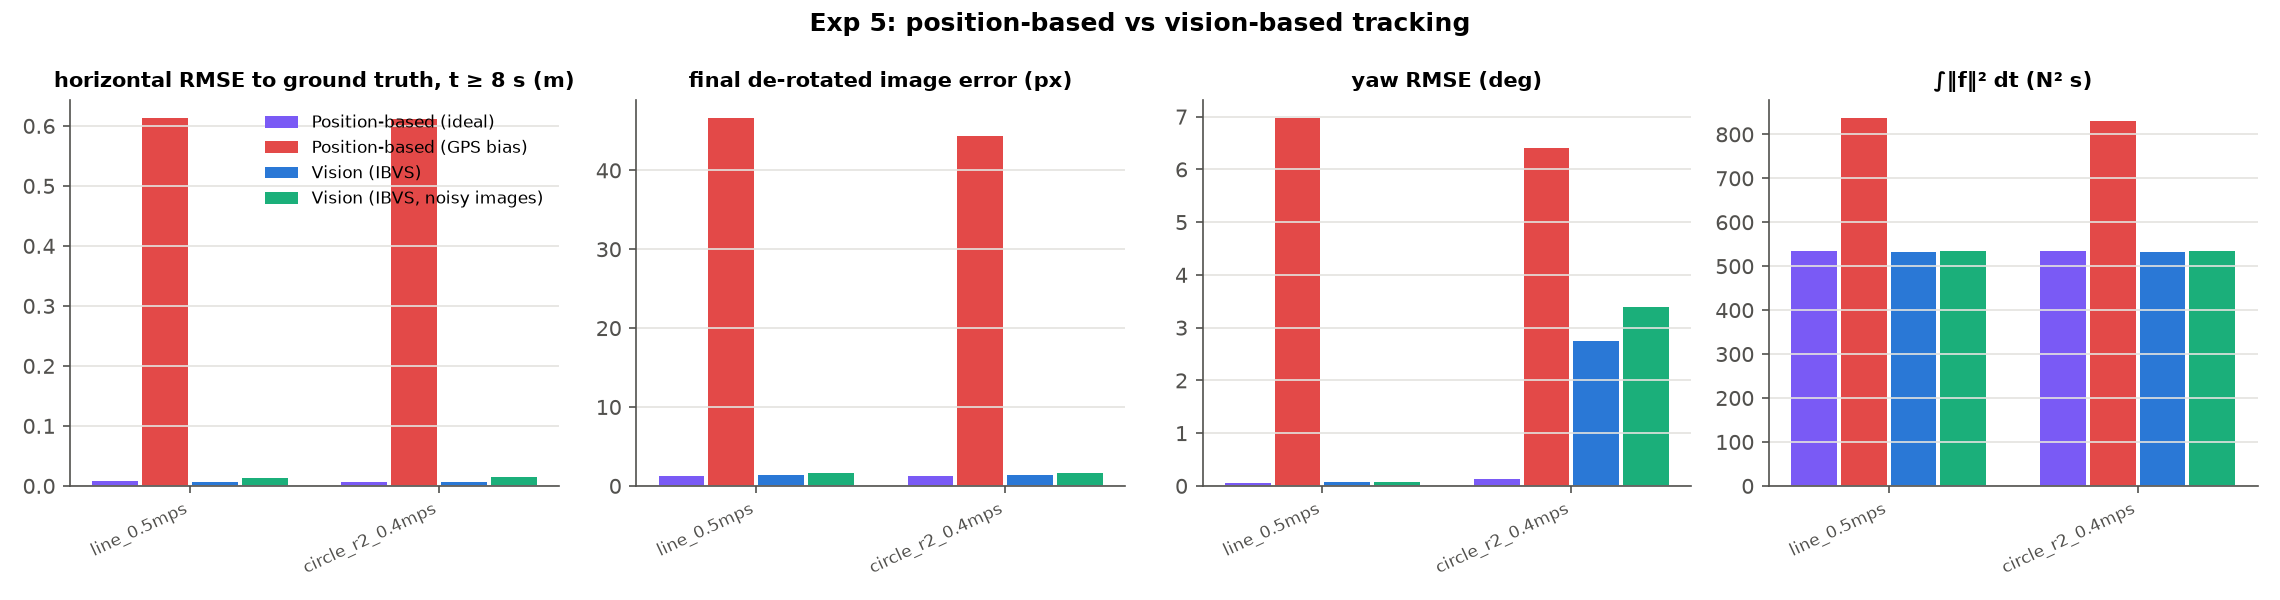 Exp 5: position-based vs vision-based tracking
horizontal RMSE to ground truth, t ≥ 8 s (m)
0.6
0.5
0.4
0.3
0.2
0.1
0.0
Position-based (ideal)
Position-based (GPS bias)
Vision (IBVS)
Vision (IBVS, noisy images)
line_0.5mps
circle_r2_0.4mps
final de-rotated image error (px)
40
30
20
10
0
line_0.5mps
circle_r2_0.4mps
yaw RMSE (deg)
7
6
5
4
3
2
1
0
line_0.5mps
circle_r2_0.4mps
∫‖f‖² dt (N² s)
800
700
600
500
400
300
200
100
0
line_0.5mps
circle_r2_0.4mps